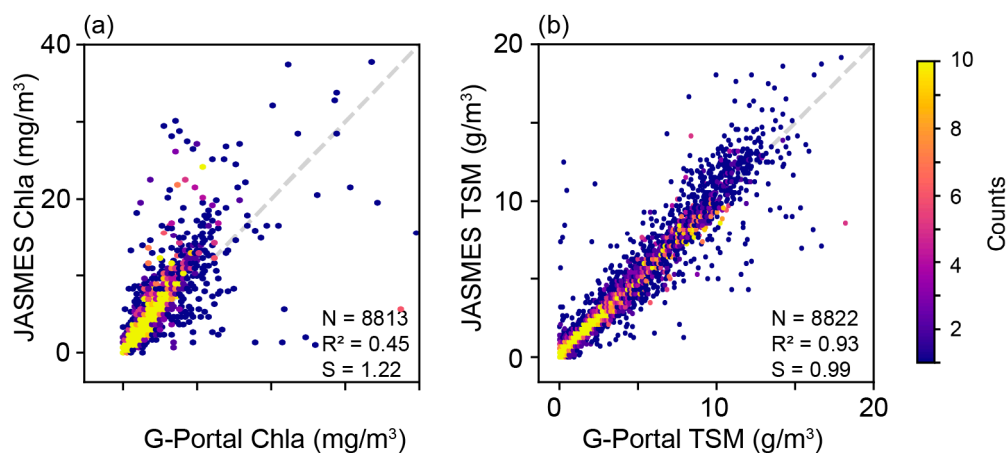 (a)
JASMES Chla (mg/m³)
40
20
0
N = 8813
R² = 0.45
S = 1.22
G-Portal Chla (mg/m³)
(b)
JASMES TSM (g/m³)
20
10
0
N = 8822
R² = 0.93
S = 0.99
0 10 20
G-Portal TSM (g/m³)
10
8
6
4
2
Counts